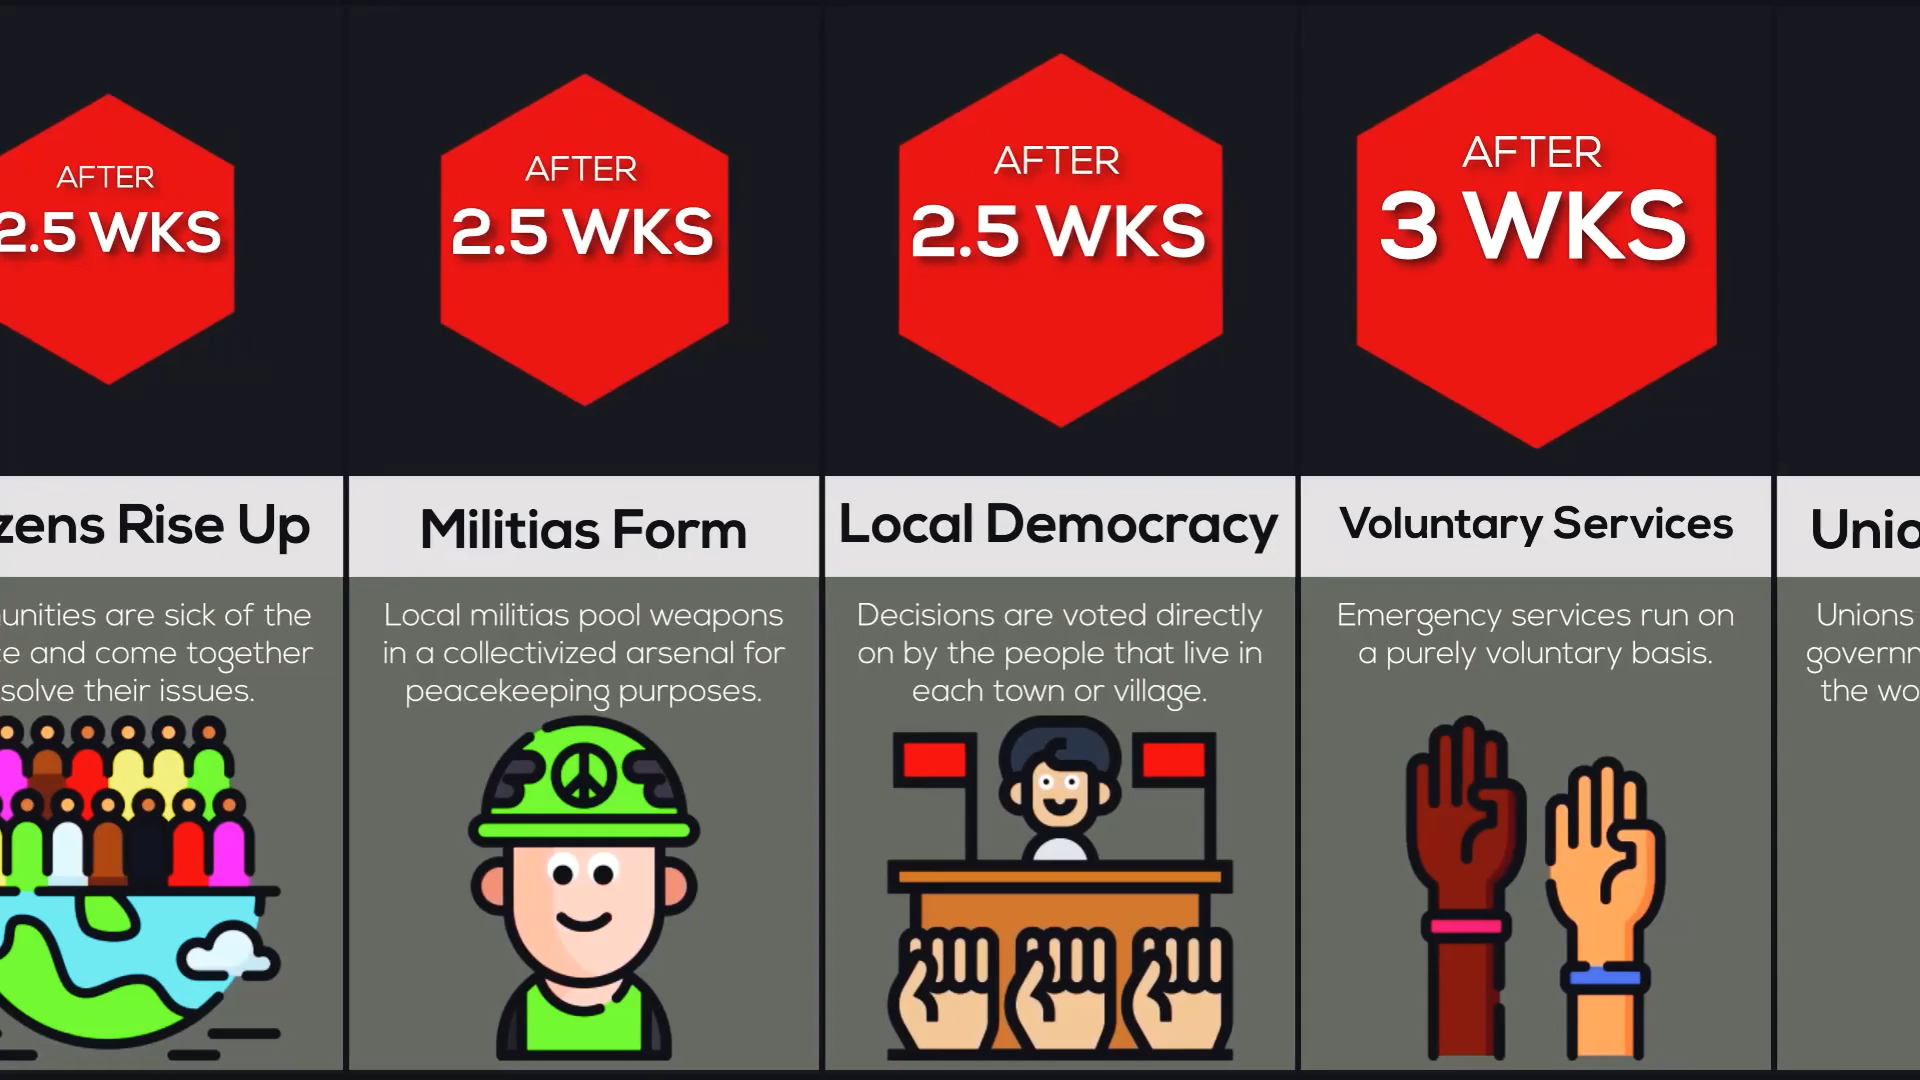 AFTER
2.5 WKS
zens Rise Up
unities are sick of the
e and come together
solve their issues.
AFTER
2.5 WKS
Militias Form
Local militias pool weapons
in a collectivized arsenal for
peacekeeping purposes.
AFTER
2.5 WKS
Local Democracy
Decisions are voted directly
on by the people that live in
each town or village.
AFTER
3 WKS
Voluntary Services
Emergency services run on
a purely voluntary basis.
Unio
Unions
govern
the wo